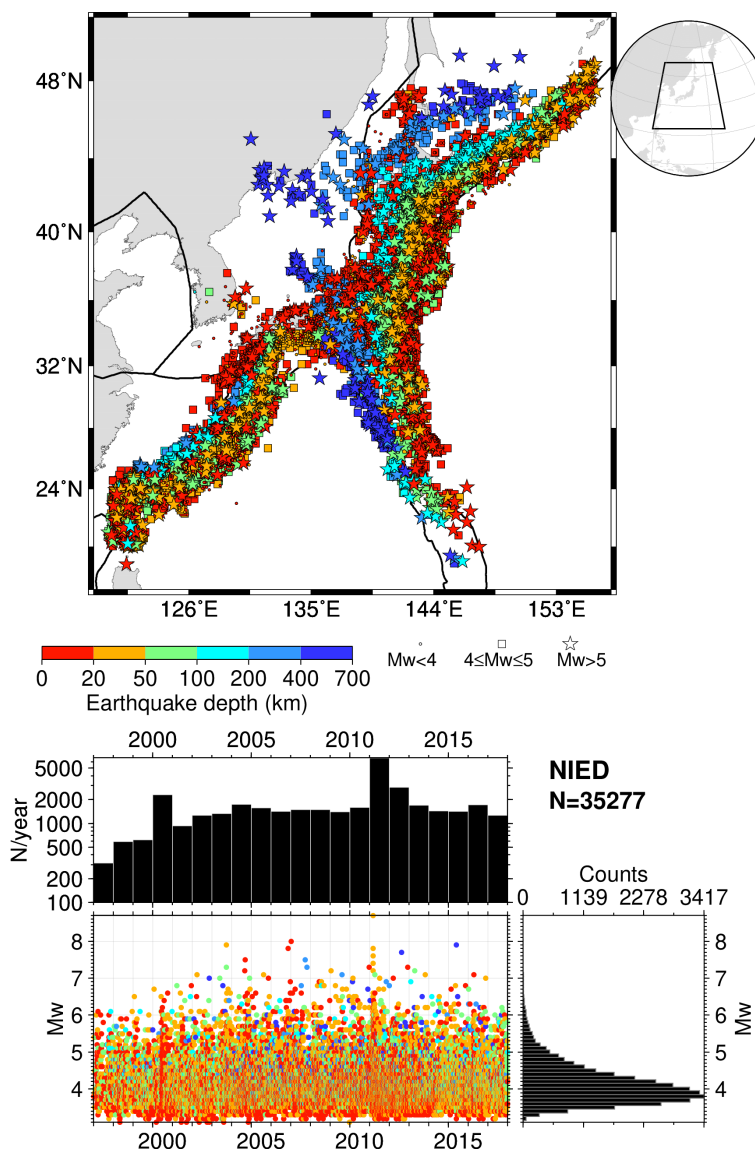 48°N
40°N
32°N
24°N
126°E 135°E 144°E 153°E
0 20 50 100 200 400 700
Earthquake depth (km)
Mw<4 4≤Mw≤5 Mw>5
2000 2005 2010 2015
5000
2000
1000
500
200
100
N/year
NIED
N=35277
Counts
0 1139 2278 3417
8
7
6
5
4
Mw
2000 2005 2010 2015
8
7
6
5
4
Mw